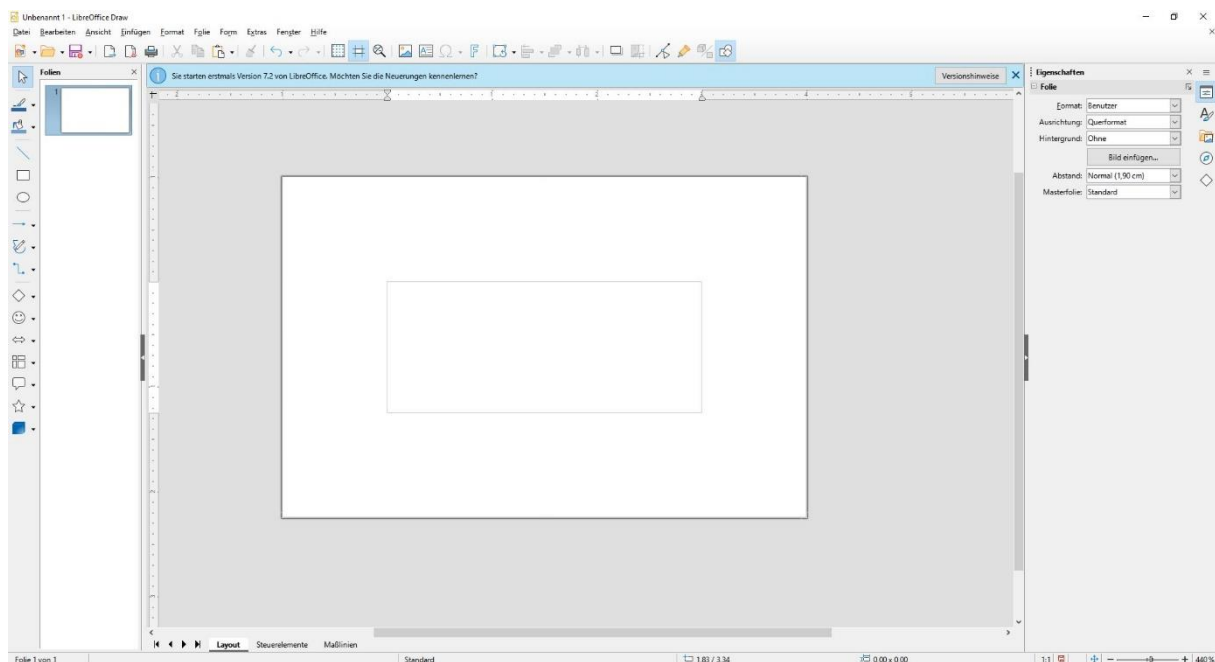 Unbenannt 1 - LibreOffice Draw
Datei Bearbeiten Ansicht Einfügen Format Folie Form Extras Fenster Hilfe
Folien
1
Sie starten erstmals Version 7.2 von LibreOffice. Möchten Sie die Neuerungen kennenlernen?
Versionshinweise
Eigenschaften
Folie
Format: Benutzer
Ausrichtung: Querformat
Hintergrund: Ohne
Bild einfügen...
Abstand: Normal (1,90 cm)
Masterfolie: Standard
Layout Steuerelemente Maßlinien
Folie 1 von 1 Standard 1,83 / 3,34 0,00 x 0,00 1:1 440%